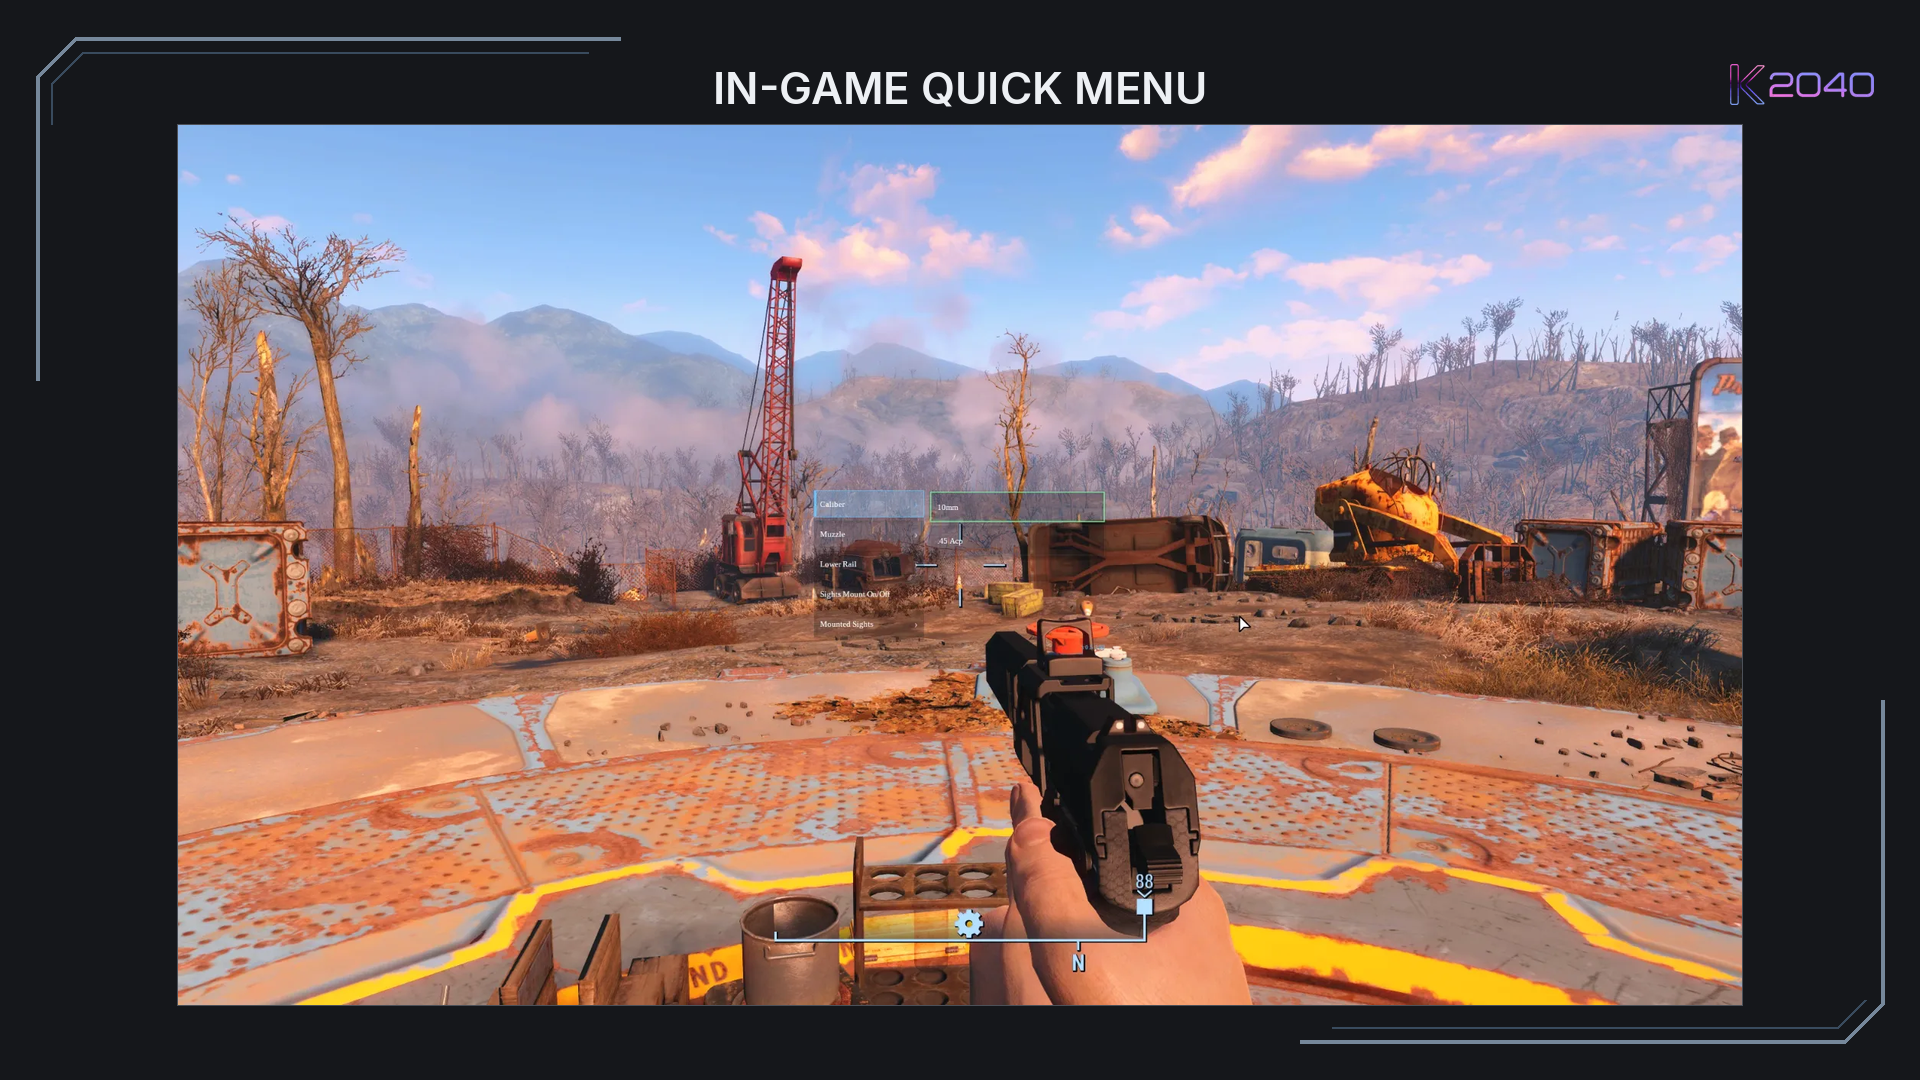 IN-GAME QUICK MENU
K2040
Caliber
10mm
Muzzle
.45 Acp
Lower Rail
Sights Mount On/Off
Mounted Sights
88
N
ND